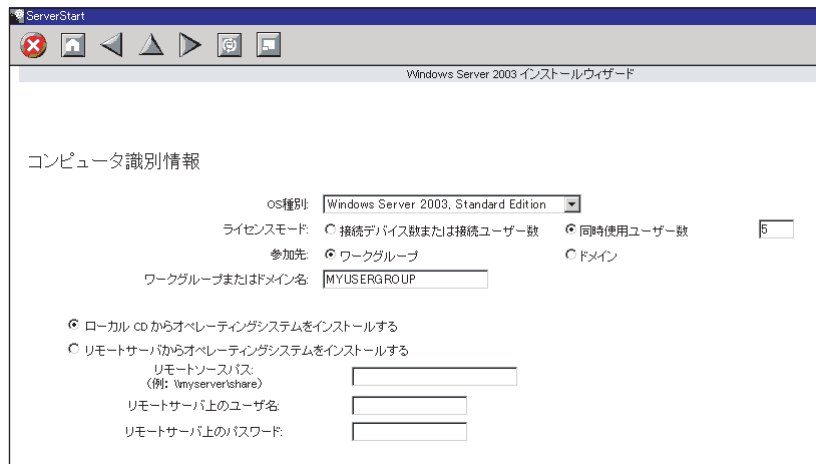 ServerStart
Windows Server 2003 インストールウィザード
コンピュータ識別情報
OS種別: Windows Server 2003, Standard Edition
ライセンスモード: 接続デバイス数または接続ユーザー数 同時使用ユーザー数 5
参加先: ワークグループ ドメイン
ワークグループまたはドメイン名: MYUSERGROUP
ローカル CD からオペレーティングシステムをインストールする
リモートサーバからオペレーティングシステムをインストールする
リモートソースパス:
(例: \\myserver\share)
リモートサーバ上のユーザ名:
リモートサーバ上のパスワード: